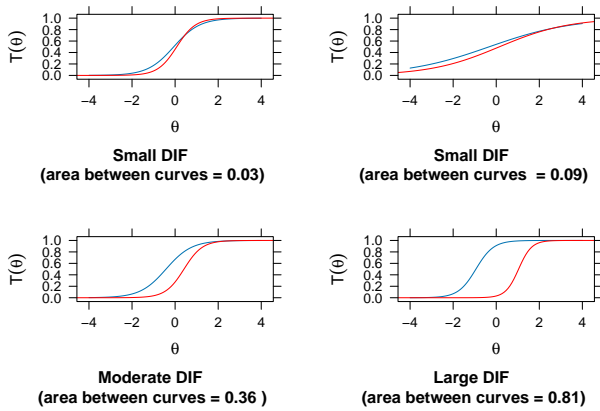 T(θ)
1.0
0.8
0.6
0.4
0.2
0.0
−4 −2 0 2 4
θ
Small DIF
(area between curves = 0.03)
T(θ)
1.0
0.8
0.6
0.4
0.2
0.0
−4 −2 0 2 4
θ
Small DIF
(area between curves  = 0.09)
T(θ)
1.0
0.8
0.6
0.4
0.2
0.0
−4 −2 0 2 4
θ
Moderate DIF
(area between curves = 0.36 )
T(θ)
1.0
0.8
0.6
0.4
0.2
0.0
−4 −2 0 2 4
θ
Large DIF
(area between curves = 0.81)